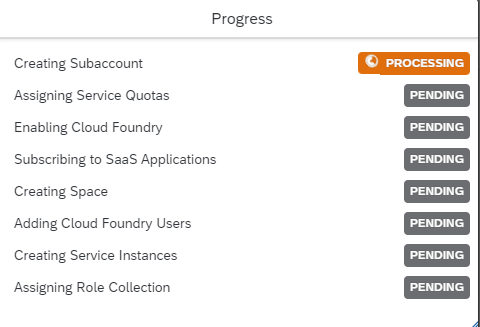 Progress
Creating Subaccount PROCESSING
Assigning Service Quotas PENDING
Enabling Cloud Foundry PENDING
Subscribing to SaaS Applications PENDING
Creating Space PENDING
Adding Cloud Foundry Users PENDING
Creating Service Instances PENDING
Assigning Role Collection PENDING